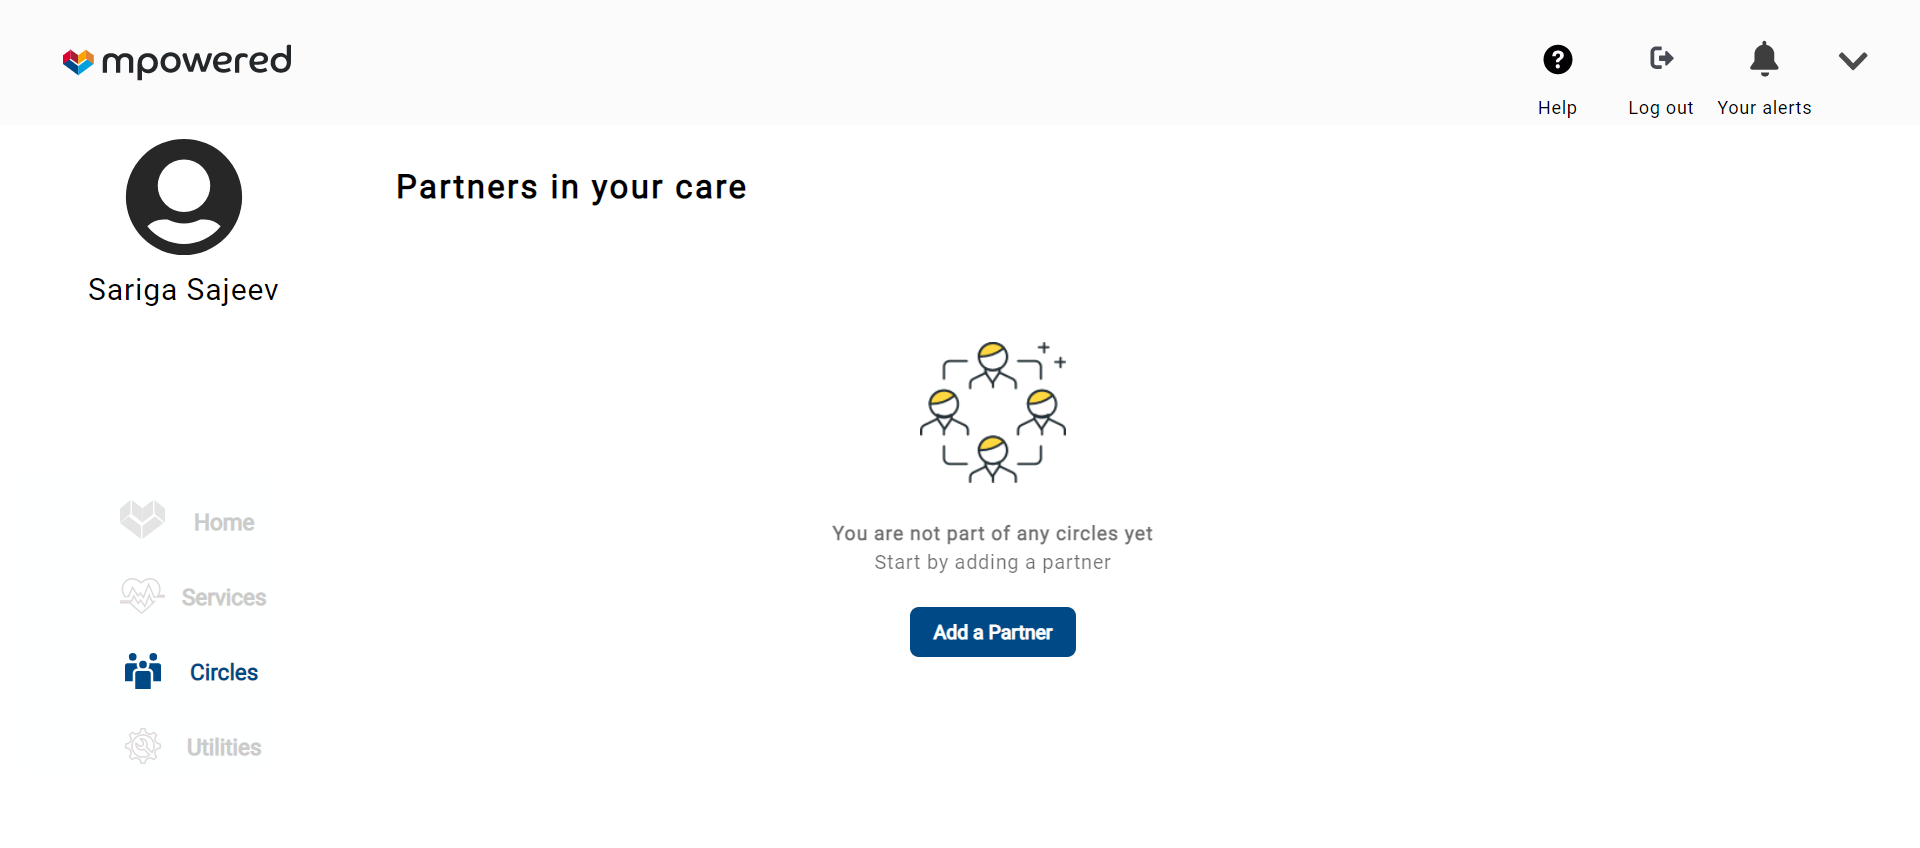 mpowered
Help
Log out
Your alerts
Sariga Sajeev
Partners in your care
Home
Services
Circles
Utilities
You are not part of any circles yet
Start by adding a partner
Add a Partner